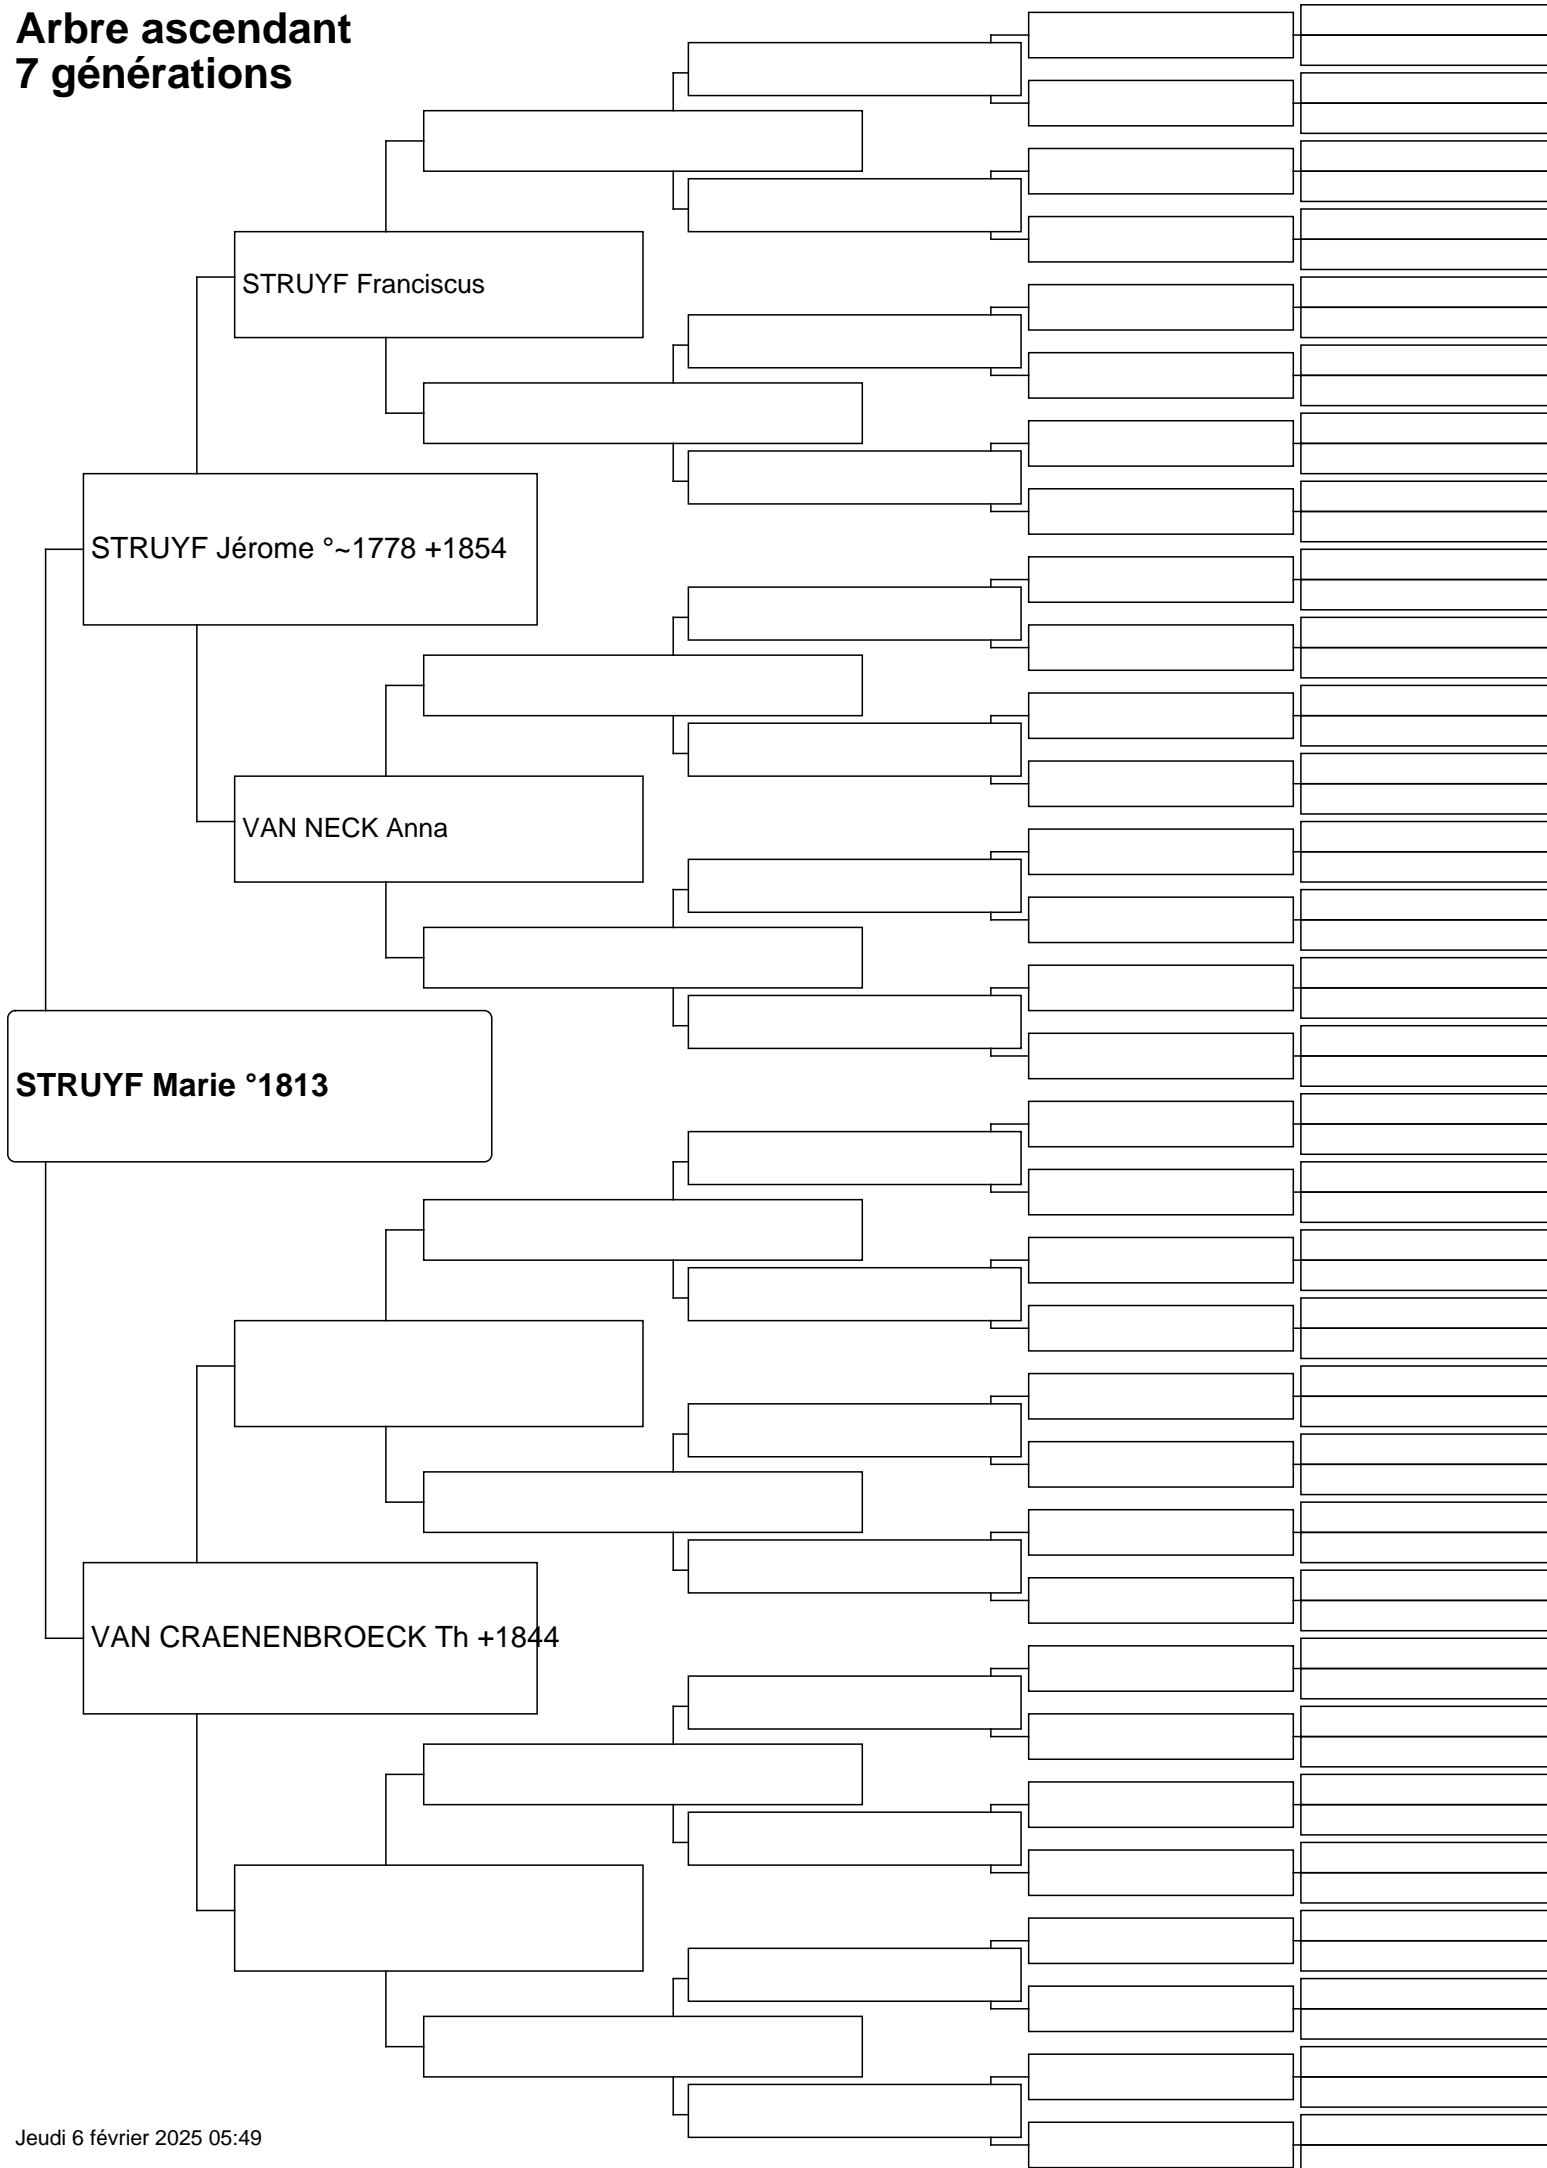 Arbre ascendant
7 générations
STRUYF Franciscus
STRUYF Jérome °~1778 +1854
VAN NECK Anna
STRUYF Marie °1813
VAN CRAENENBROECK Th +1844
Jeudi 6 février 2025 05:49